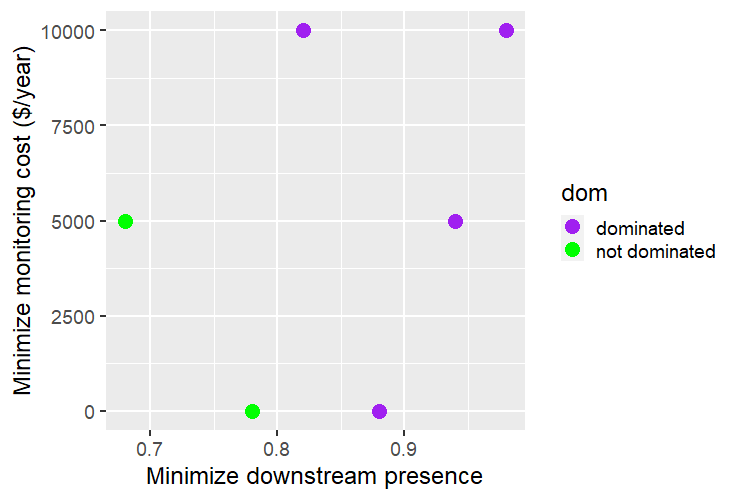 Minimize monitoring cost ($/year)
10000
7500
5000
2500
0
0.7 0.8 0.9
Minimize downstream presence
dom
dominated
not dominated